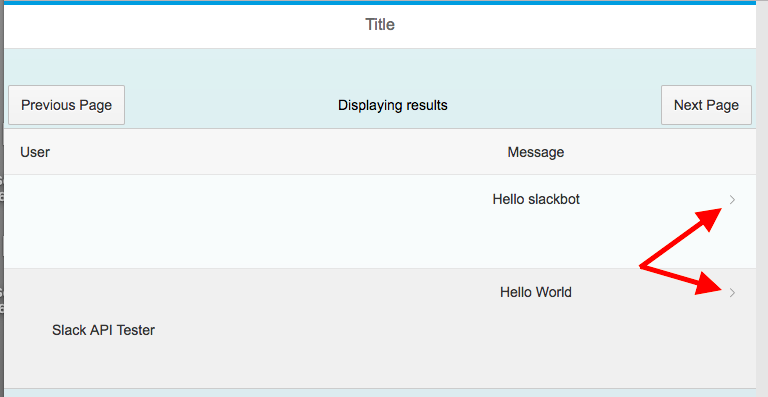 Title
Previous Page Displaying results Next Page
User Message
Hello slackbot
Hello World
Slack API Tester